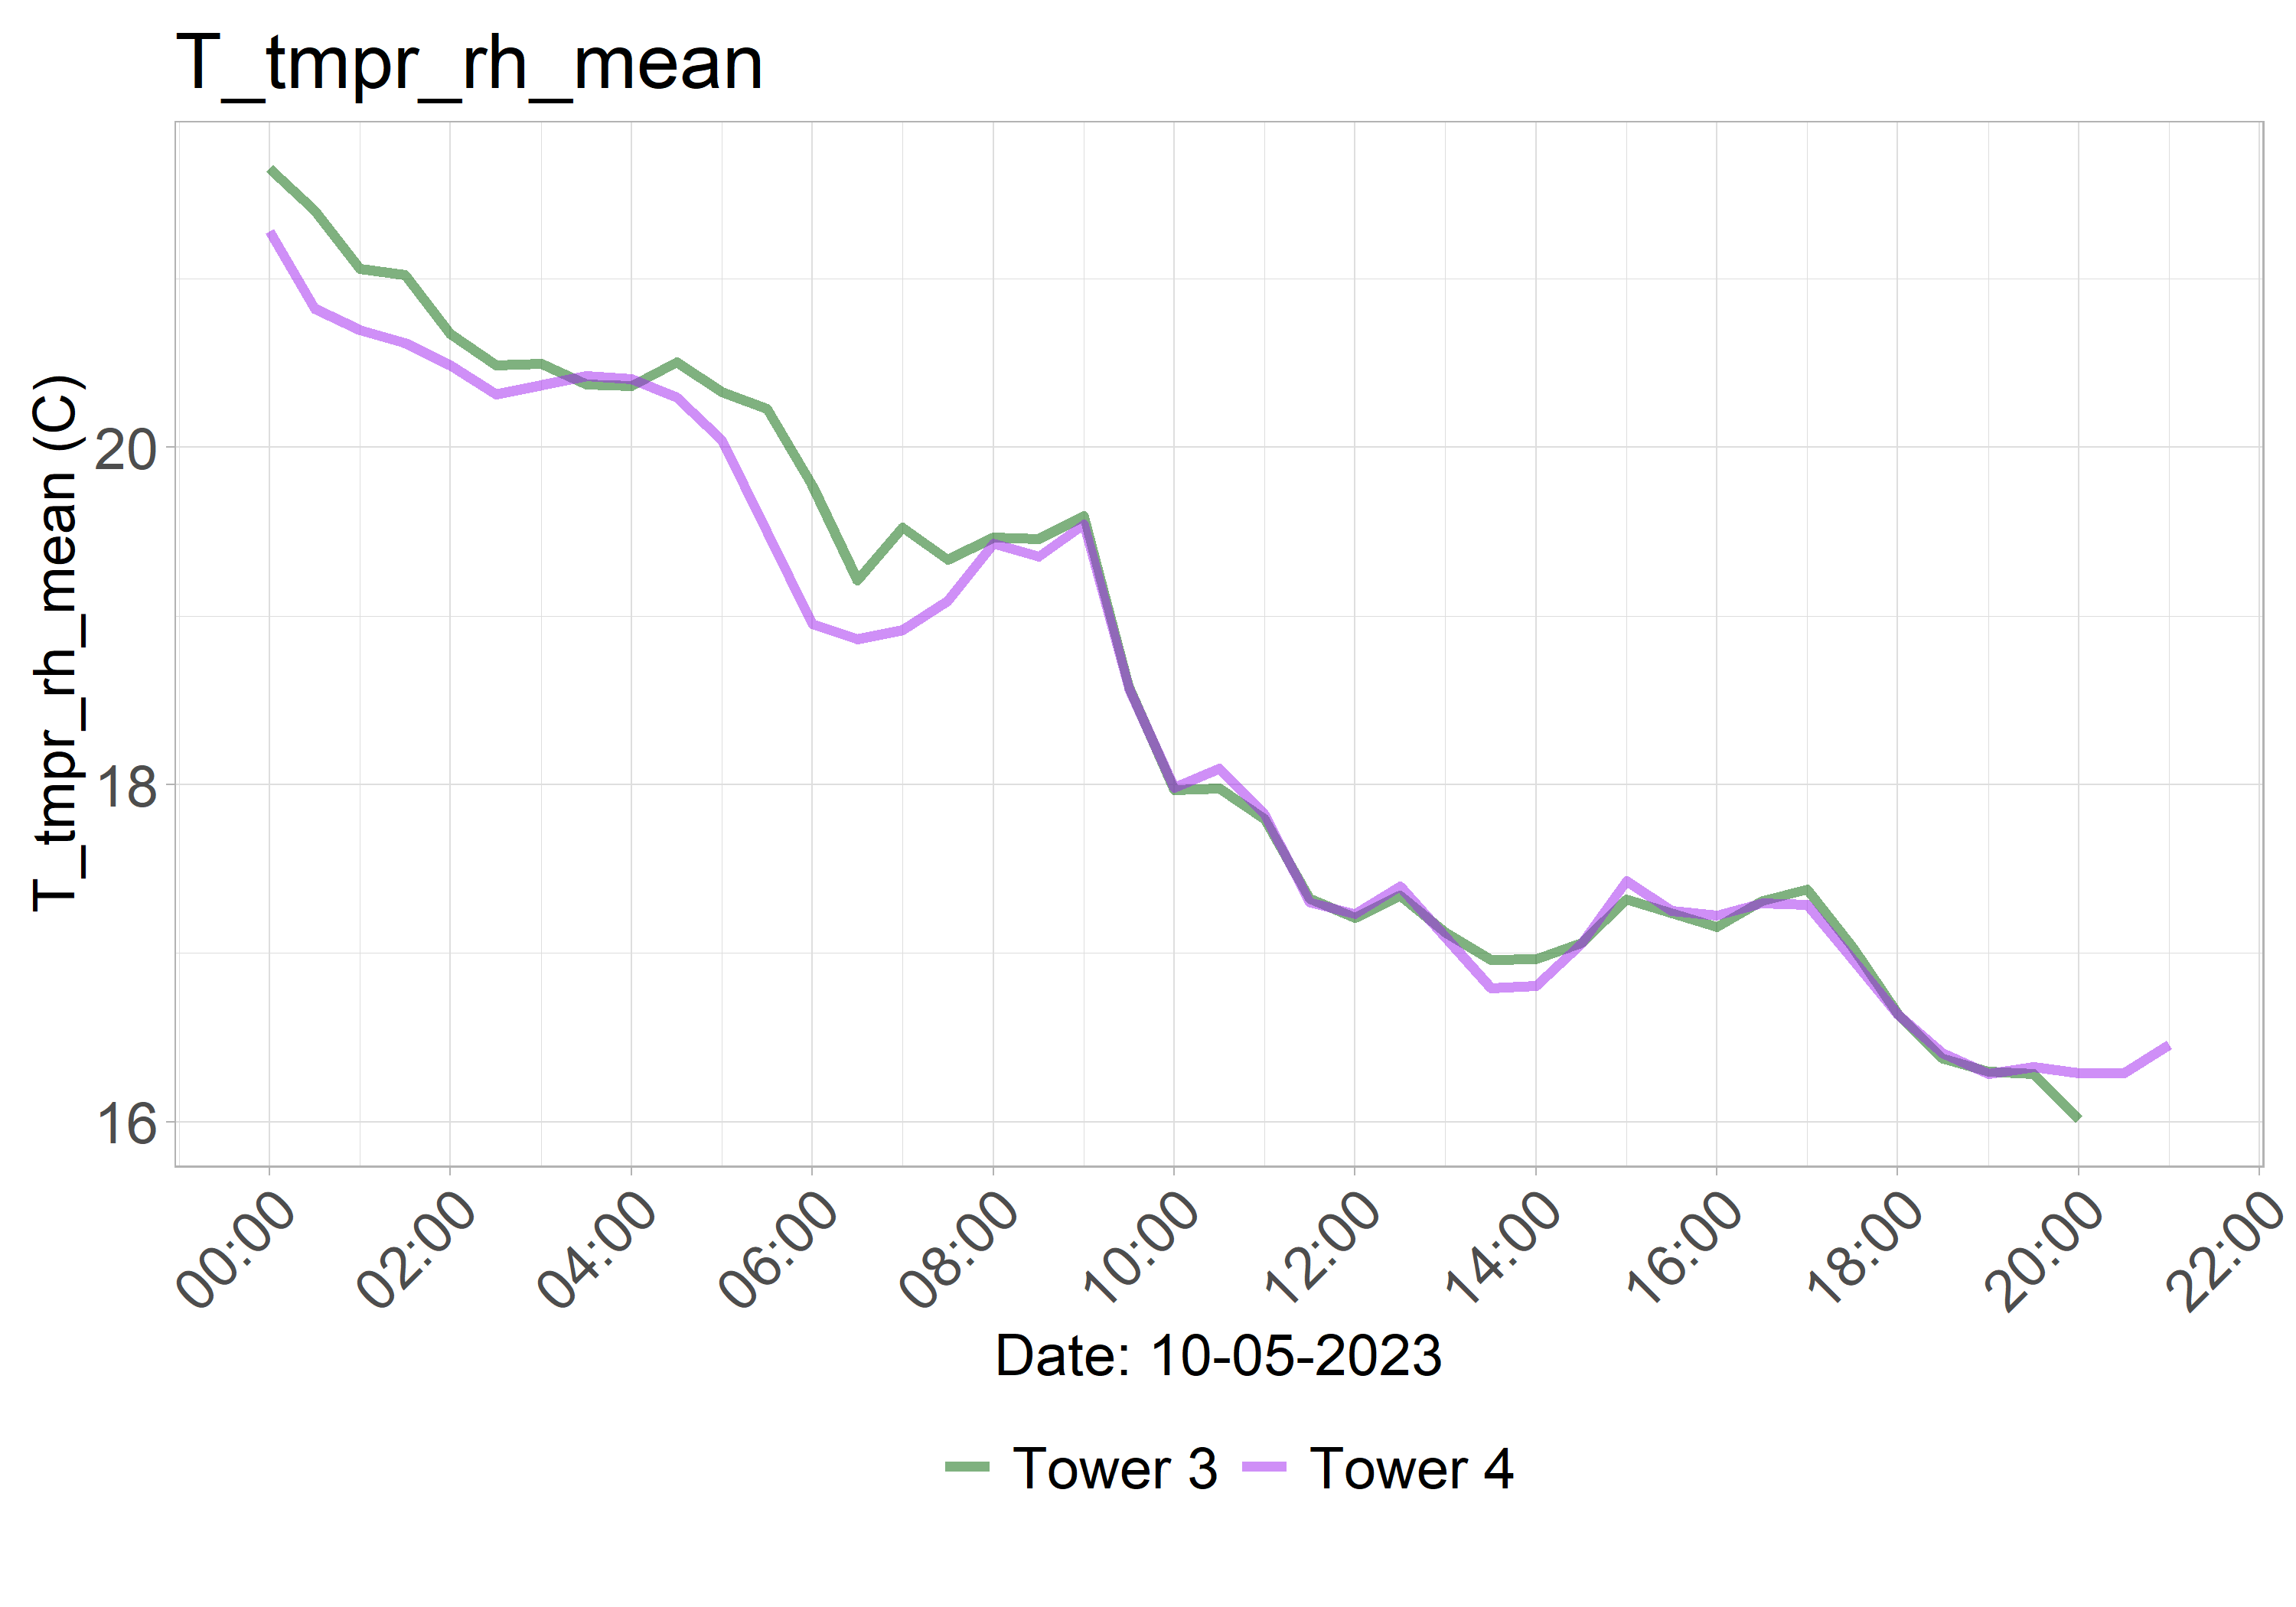 T_tmpr_rh_mean
T_tmpr_rh_mean (C)
20
18
16
00:00 02:00 04:00 06:00 08:00 10:00 12:00 14:00 16:00 18:00 20:00 22:00
Date: 10-05-2023
Tower 3 Tower 4